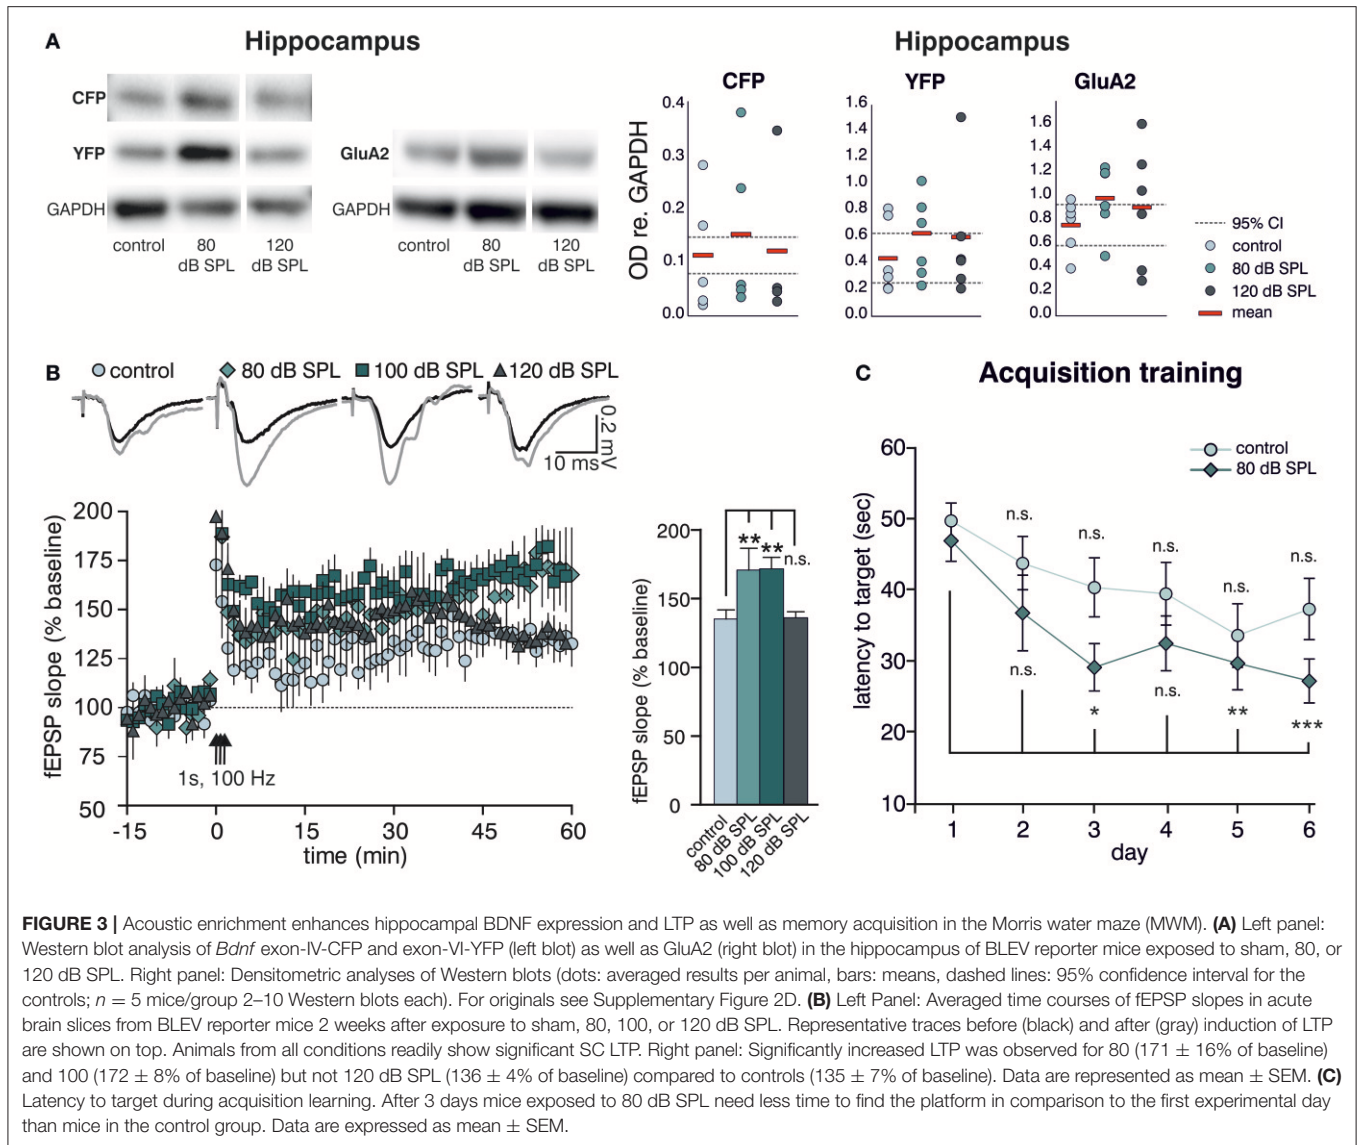 A
Hippocampus
CFP
YFP
GAPDH
control
80
dB SPL
120
dB SPL
GluA2
GAPDH
control
80
dB SPL
120
dB SPL
Hippocampus
OD re. GAPDH
CFP
0.4
0.3
0.2
0.1
0.0
YFP
1.6
1.4
1.2
1.0
0.8
0.6
0.4
0.2
0.0
GluA2
1.6
1.4
1.2
1.0
0.8
0.6
0.4
0.2
0.0
95% CI
control
80 dB SPL
120 dB SPL
mean
B
control
80 dB SPL
100 dB SPL
120 dB SPL
0.2 mV
10 ms
fEPSP slope (% baseline)
200
175
150
125
100
75
50
1s, 100 Hz
-15 0 15 30 45 60
time (min)
fEPSP slope (% baseline)
200
150
100
50
0
** ** n.s.
control
80 dB SPL
100 dB SPL
120 dB SPL
C
Acquisition training
control
80 dB SPL
latency to target (sec)
60
50
40
30
20
10
n.s. n.s. n.s. n.s. n.s.
n.s. * n.s. ** ***
1 2 3 4 5 6
day
FIGURE 3 | Acoustic enrichment enhances hippocampal BDNF expression and LTP as well as memory acquisition in the Morris water maze (MWM). (A) Left panel:
Western blot analysis of Bdnf exon-IV-CFP and exon-VI-YFP (left blot) as well as GluA2 (right blot) in the hippocampus of BLEV reporter mice exposed to sham, 80, or
120 dB SPL. Right panel: Densitometric analyses of Western blots (dots: averaged results per animal, bars: means, dashed lines: 95% confidence interval for the
controls; n = 5 mice/group 2–10 Western blots each). For originals see Supplementary Figure 2D. (B) Left Panel: Averaged time courses of fEPSP slopes in acute
brain slices from BLEV reporter mice 2 weeks after exposure to sham, 80, 100, or 120 dB SPL. Representative traces before (black) and after (gray) induction of LTP
are shown on top. Animals from all conditions readily show significant SC LTP. Right panel: Significantly increased LTP was observed for 80 (171 ± 16% of baseline)
and 100 (172 ± 8% of baseline) but not 120 dB SPL (136 ± 4% of baseline) compared to controls (135 ± 7% of baseline). Data are represented as mean ± SEM. (C)
Latency to target during acquisition learning. After 3 days mice exposed to 80 dB SPL need less time to find the platform in comparison to the first experimental day
than mice in the control group. Data are expressed as mean ± SEM.